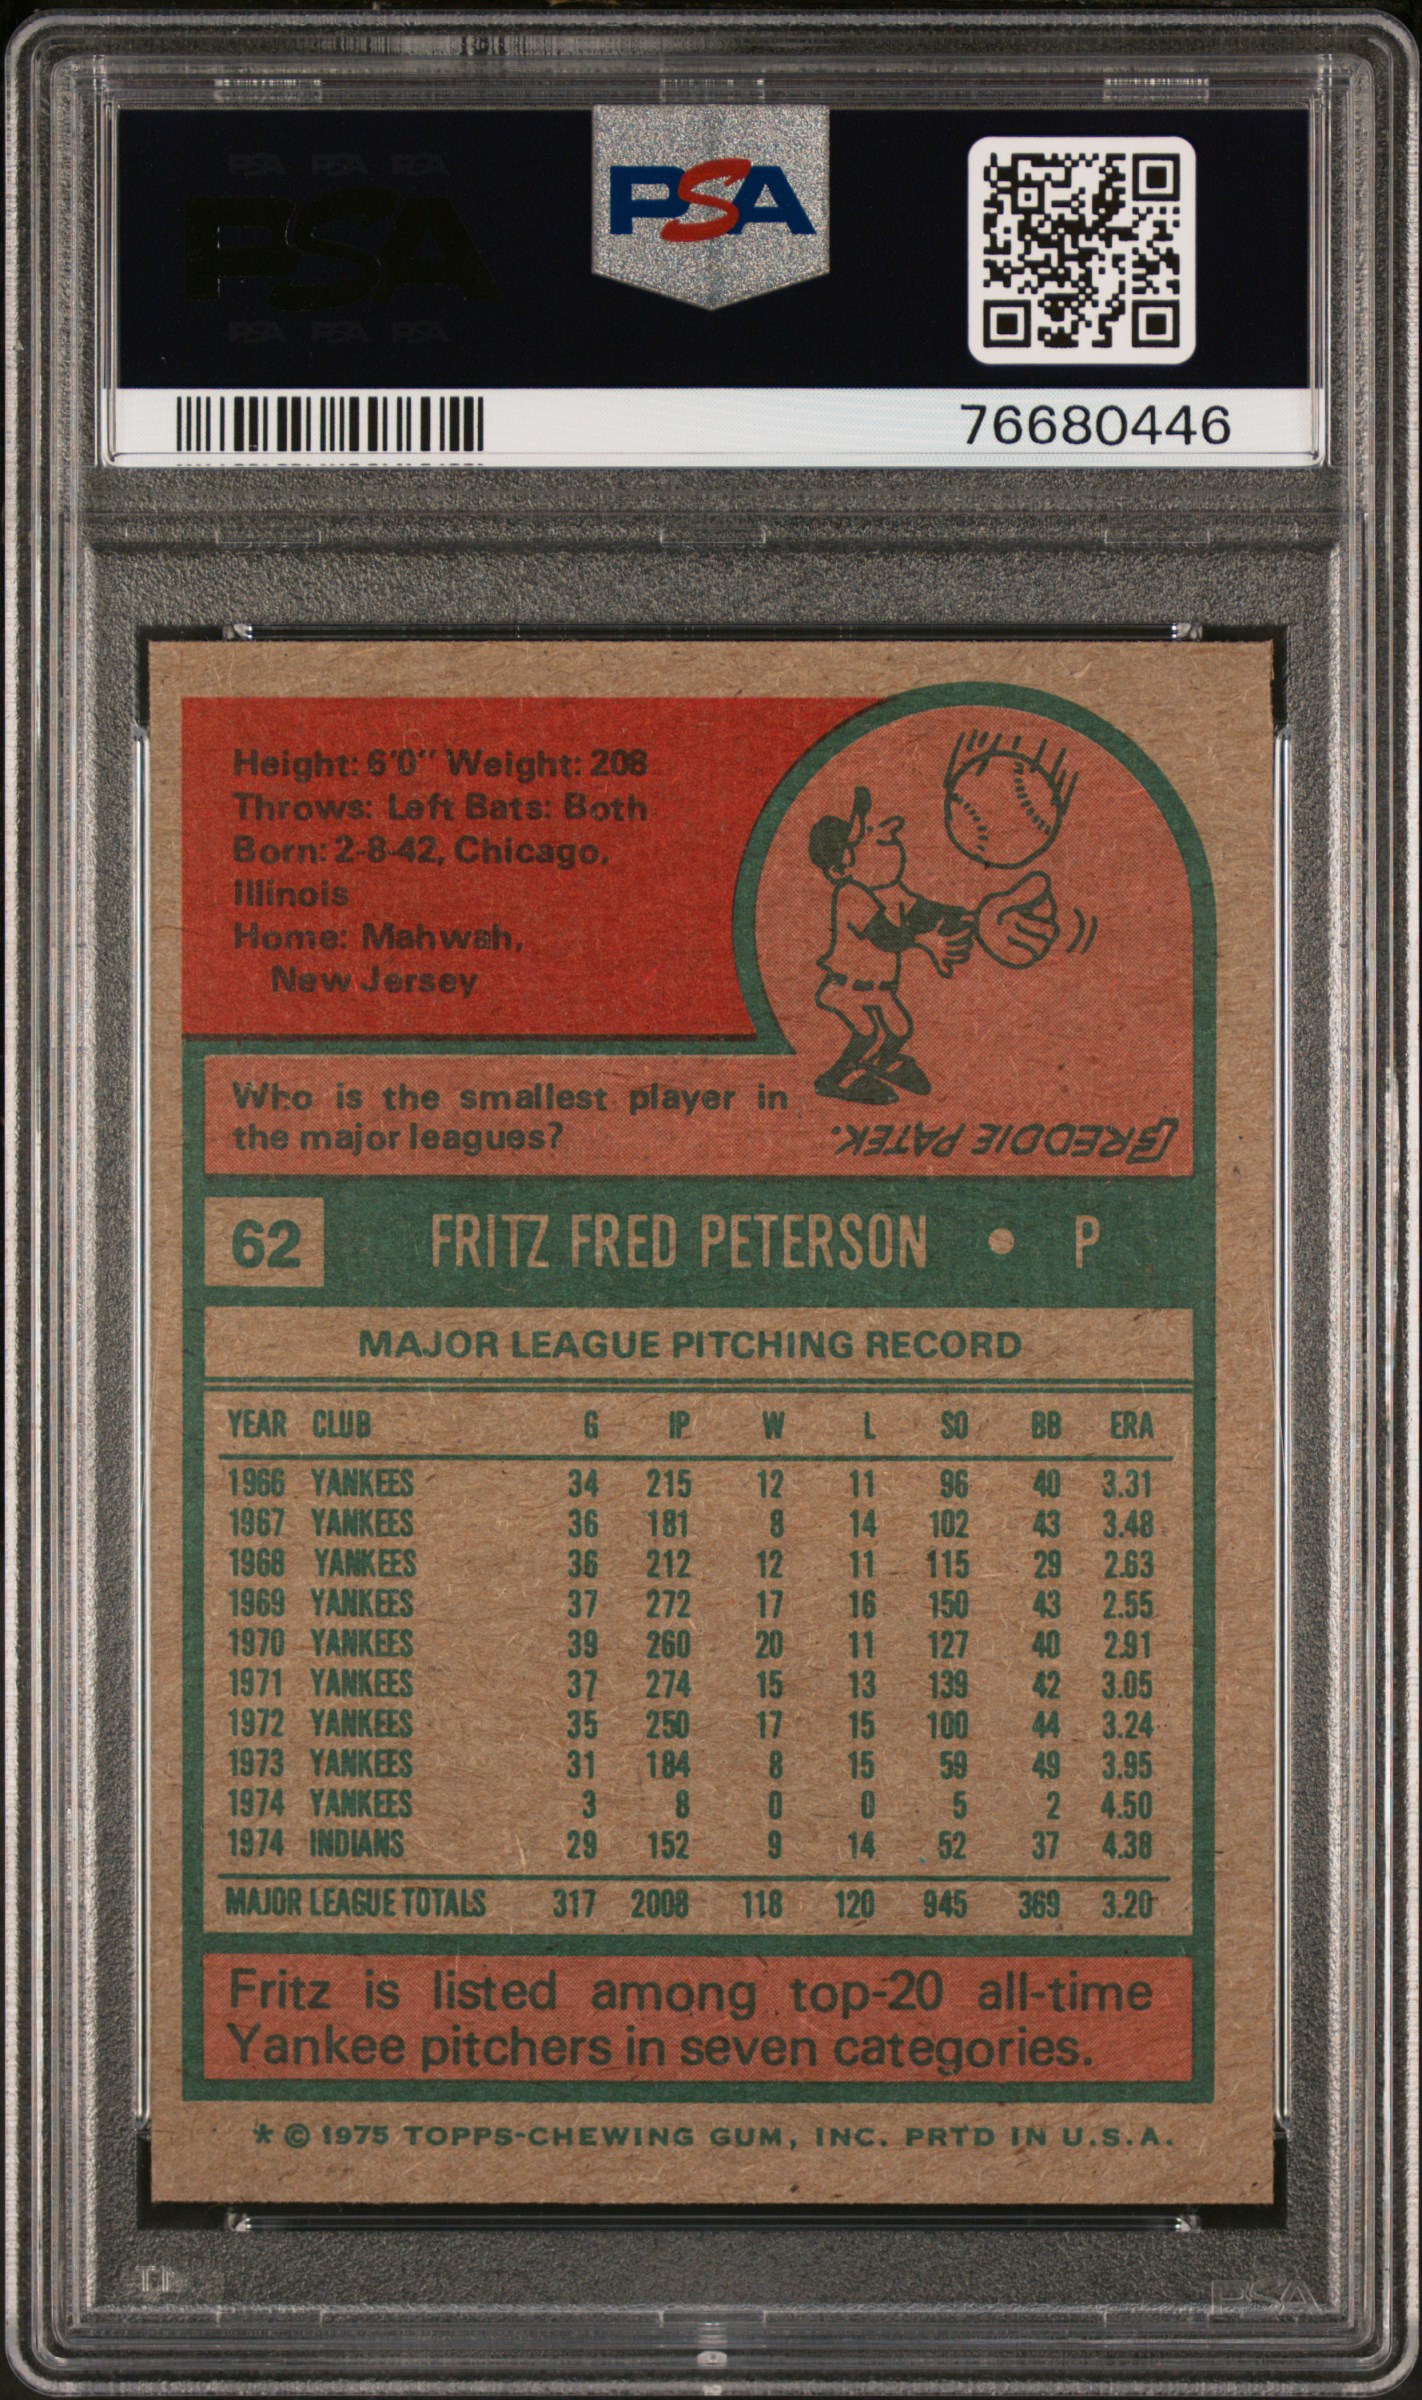 PSA PSA PSA
PSA
PSA PSA PSA
PSA
76680446
Height: 6'0" Weight: 208
Throws: Left Bats: Both
Born: 2-8-42, Chicago,
Illinois
Home: Mahwah,
New Jersey
Who is the smallest player in
the major leagues?
FREDDIE PATEK.
62 FRITZ FRED PETERSON • P
MAJOR LEAGUE PITCHING RECORD
YEAR CLUB G IP W L SO BB ERA
1966 YANKEES 34 215 12 11 96 40 3.31
1967 YANKEES 36 181 8 14 102 43 3.48
1968 YANKEES 36 212 12 11 115 29 2.63
1969 YANKEES 37 272 17 16 150 43 2.55
1970 YANKEES 39 260 20 11 127 40 2.91
1971 YANKEES 37 274 15 13 139 42 3.05
1972 YANKEES 35 250 17 15 100 44 3.24
1973 YANKEES 31 184 8 15 59 49 3.95
1974 YANKEES 3 8 0 0 5 2 4.50
1974 INDIANS 29 152 9 14 52 37 4.38
MAJOR LEAGUE TOTALS 317 2008 118 120 945 369 3.20
Fritz is listed among top-20 all-time
Yankee pitchers in seven categories.
* © 1975 TOPPS-CHEWING GUM, INC. PRTD IN U.S.A.
PSA